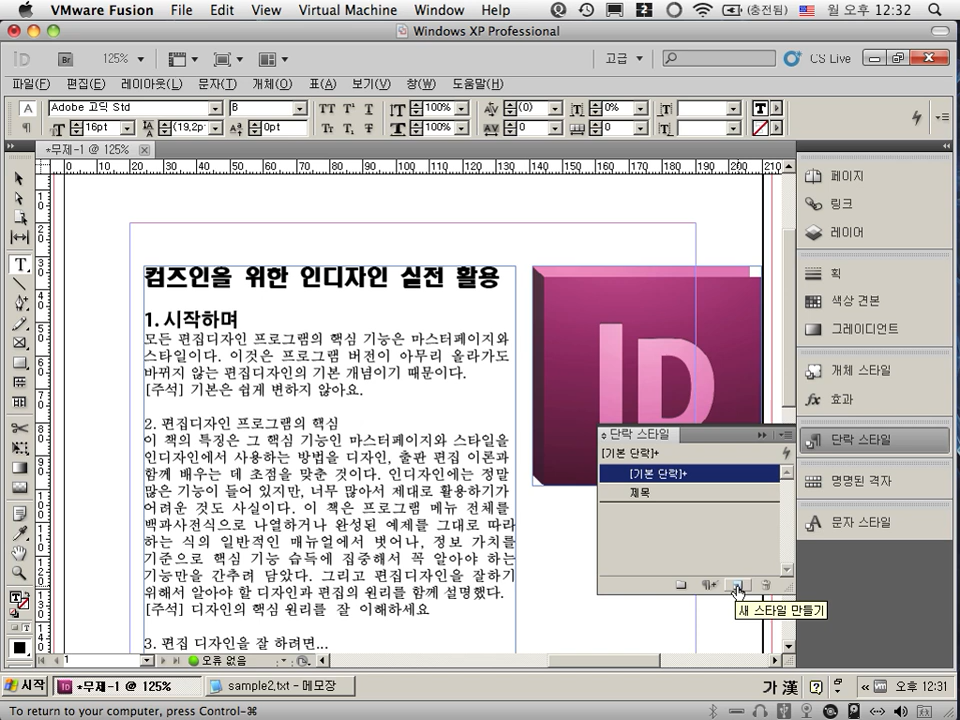 VMware Fusion File Edit View Virtual Machine Window Help (충전됨) 월 오후 12:32
Windows XP Professional
Br 125% 고급 CS Live
파일(F) 편집(E) 레이아웃(L) 문자(T) 개체(O) 표(A) 보기(V) 창(W) 도움말(H)
A Adobe 고딕 Std B 100% (0) 0%
16pt (19,2p 0pt 100% 0 0
*무제-1 @ 125%
0 10 20 30 40 50 60 70 80 90 100 110 120 130 140 150 160 170 180 190 200 210
페이지
링크
레이어
획
색상 견본
그레이디언트
개체 스타일
fx 효과
단락 스타일
명명된 격자
문자 스타일
컴즈인을 위한 인디자인 실전 활용
1. 시작하며
모든 편집디자인 프로그램의 핵심 기능은 마스터페이지와
스타일이다. 이것은 프로그램 버전이 아무리 올라가도
바뀌지 않는 편집디자인의 기본 개념이기 때문이다.
[주석] 기본은 쉽게 변하지 않아요.
2. 편집디자인 프로그램의 핵심
이 책의 특징은 그 핵심 기능인 마스터페이지와 스타일을
인디자인에서 사용하는 방법을 디자인, 출판 편집 이론과
함께 배우는 데 초점을 맞춘 것이다. 인디자인에는 정말
많은 기능이 들어 있지만, 너무 많아서 제대로 활용하기가
어려운 것도 사실이다. 이 책은 프로그램 메뉴 전체를
백과사전식으로 나열하거나 완성된 예제를 그대로 따라
하는 식의 일반적인 매뉴얼에서 벗어나, 정보 가치를
기준으로 핵심 기능 습득에 집중해서 꼭 알아야 하는
기능만을 간추려 담았다. 그리고 편집디자인을 잘하기
위해서 알아야 할 디자인과 편집의 원리를 함께 설명했다.
[주석] 디자인의 핵심 원리를 잘 이해하세요
3. 편집 디자인을 잘 하려면...
ID
단락 스타일
[기본 단락]+
[기본 단락]+
제목
새 스타일 만들기
1 오류 없음
시작 *무제-1 @ 125% sample2.txt - 메모장 가 漢 오후 12:31
To return to your computer, press Control-⌘